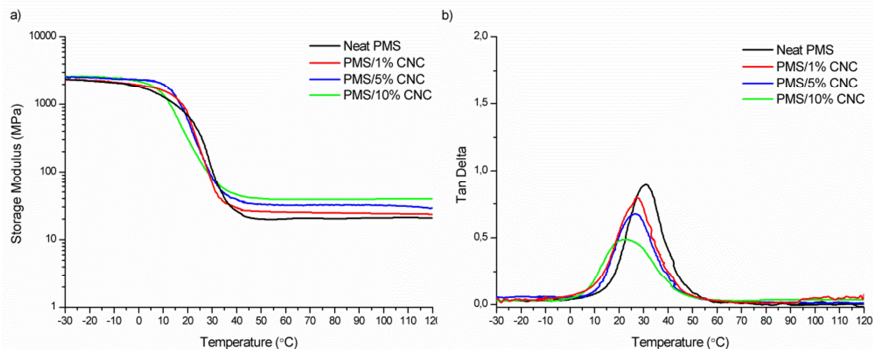 a)
Storage Modulus (MPa)
10000
1000
100
10
1
Neat PMS
PMS/1% CNC
PMS/5% CNC
PMS/10% CNC
-30 -20 -10 0 10 20 30 40 50 60 70 80 90 100 110 120
Temperature (°C)
b)
Tan Delta
2,0
1,5
1,0
0,5
0,0
Neat PMS
PMS/1% CNC
PMS/5% CNC
PMS/10% CNC
-30 -20 -10 0 10 20 30 40 50 60 70 80 90 100 110 120
Temperature (°C)